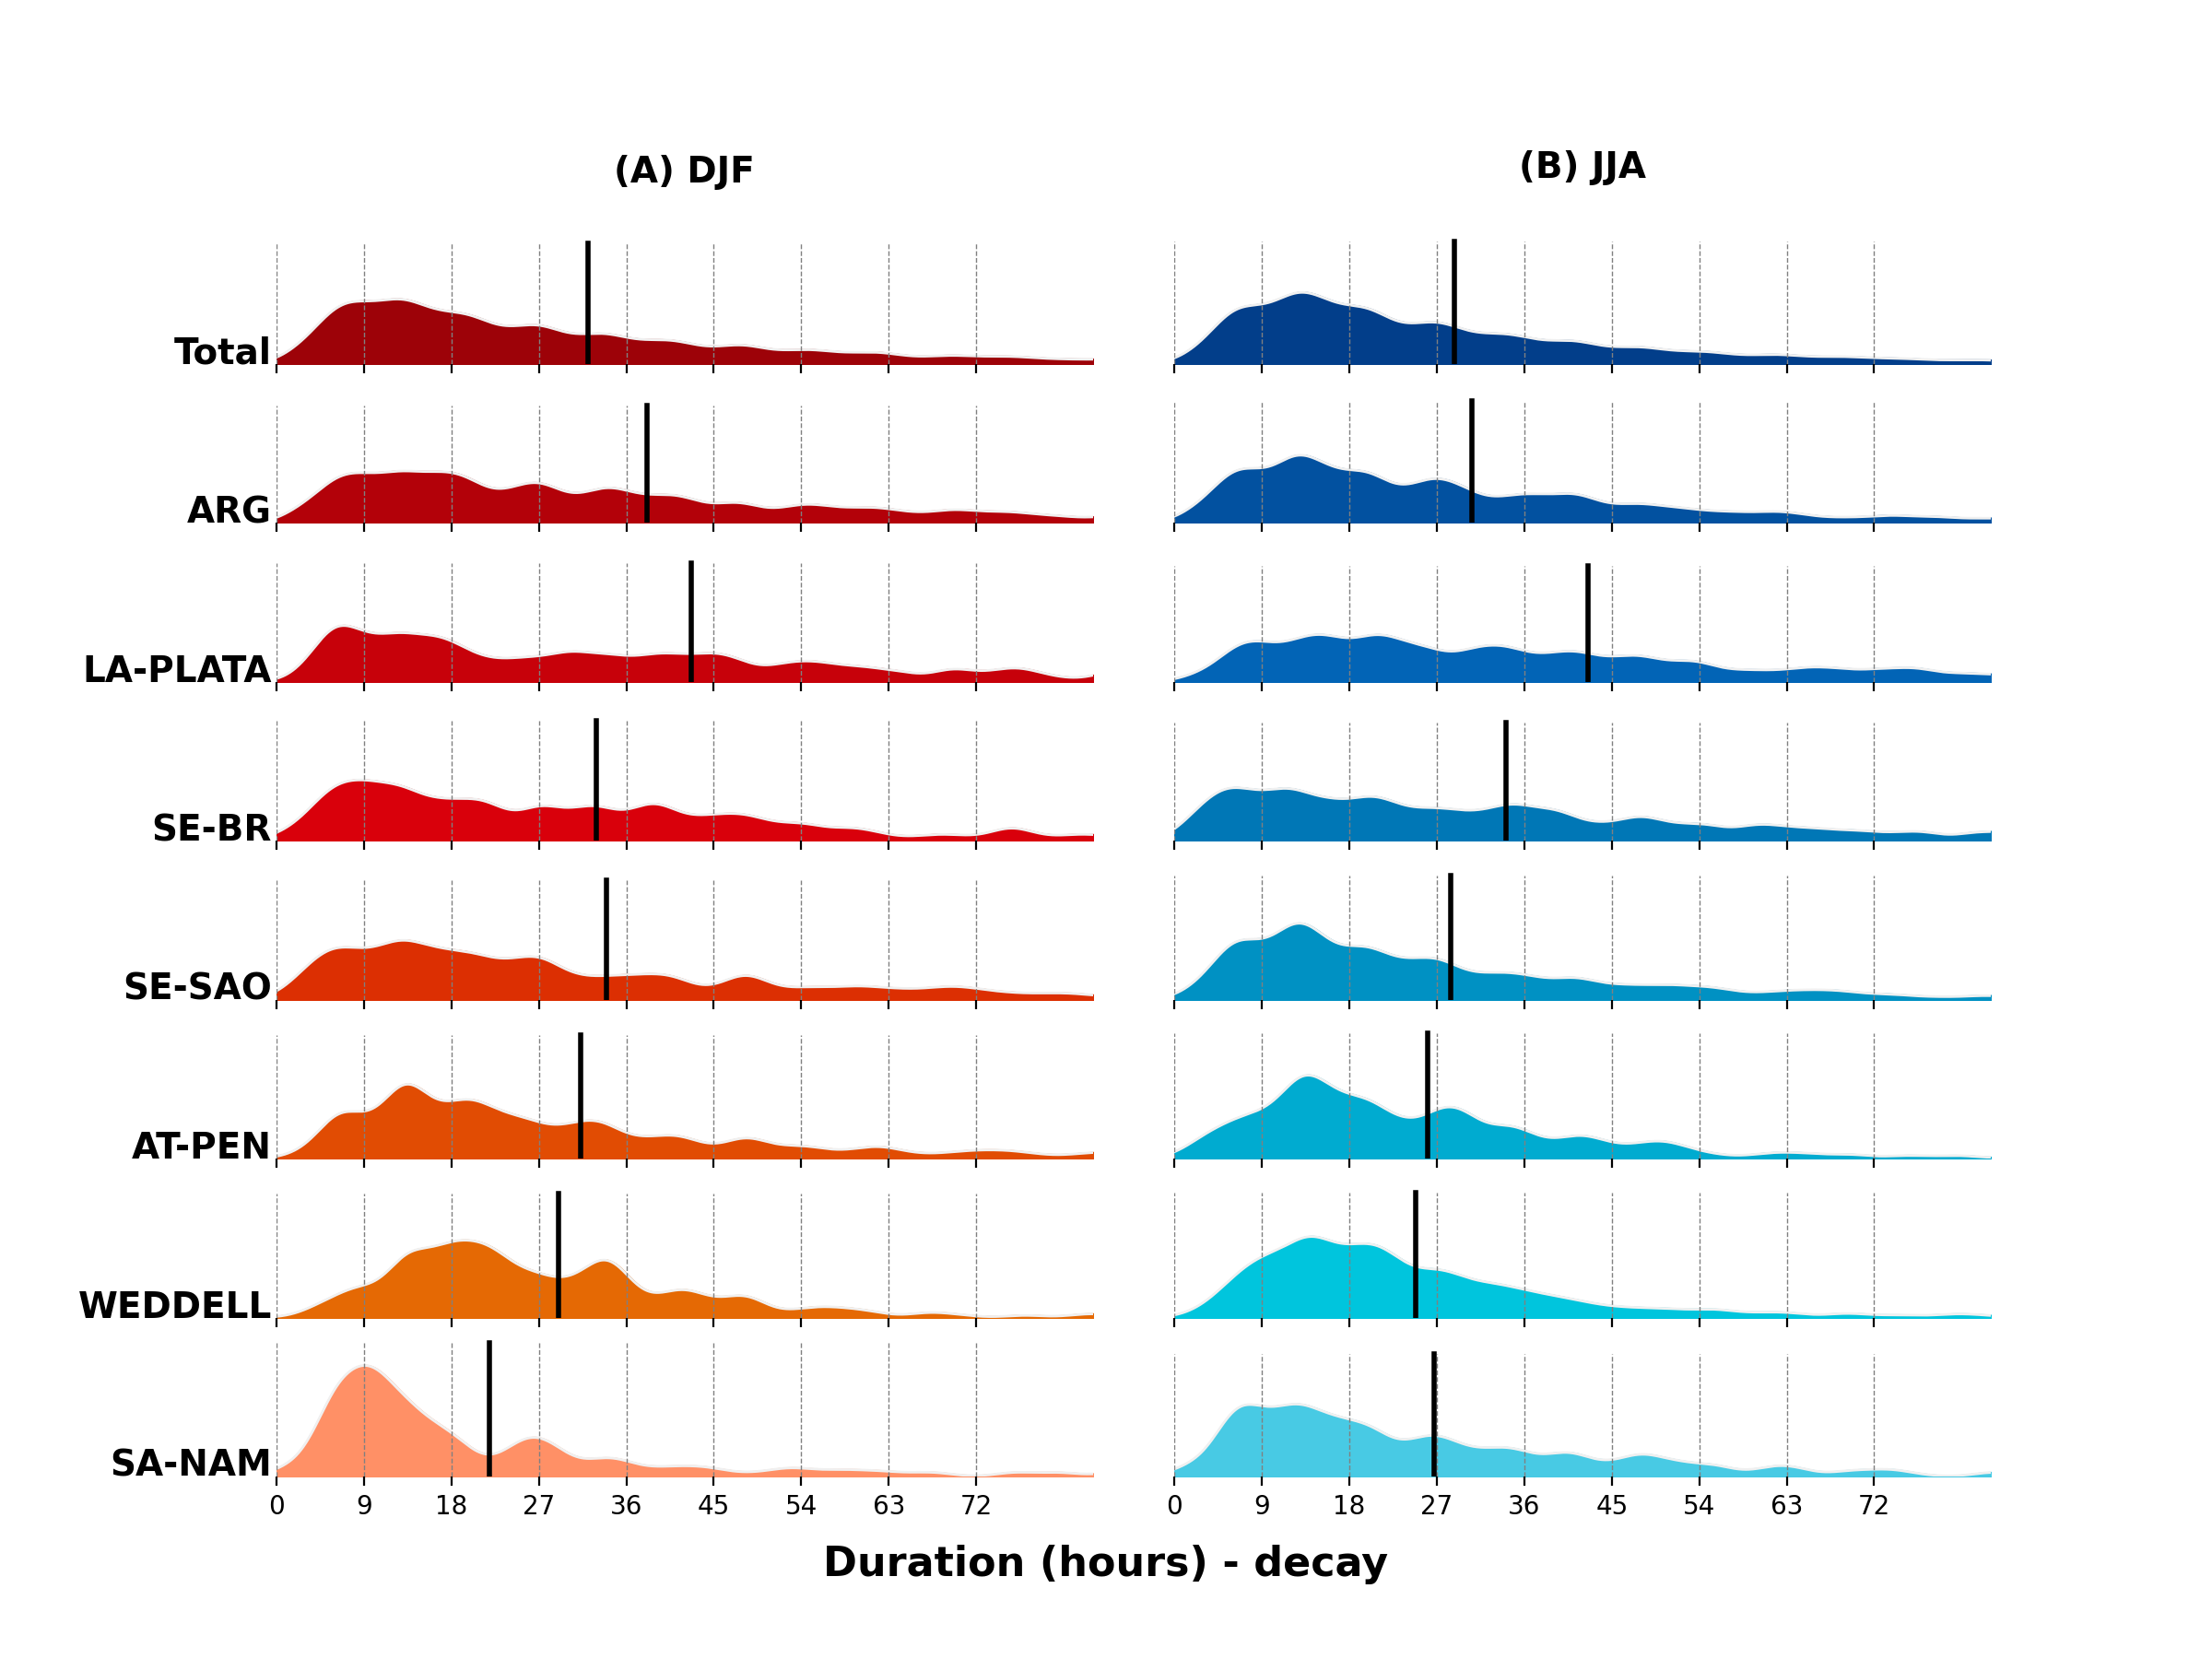 (A) DJF
(B) JJA
Total
ARG
LA-PLATA
SE-BR
SE-SAO
AT-PEN
WEDDELL
SA-NAM
0 9 18 27 36 45 54 63 72
0 9 18 27 36 45 54 63 72
Duration (hours) - decay